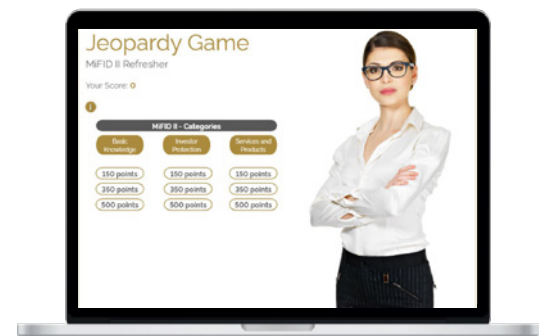 Jeopardy Game
MiFID II Refresher
Your Score: 0
i
MiFID II - Categories
Basic Knowledge
Investor Protection
Services and Products
150 points 150 points 150 points
350 points 350 points 350 points
500 points 500 points 500 points